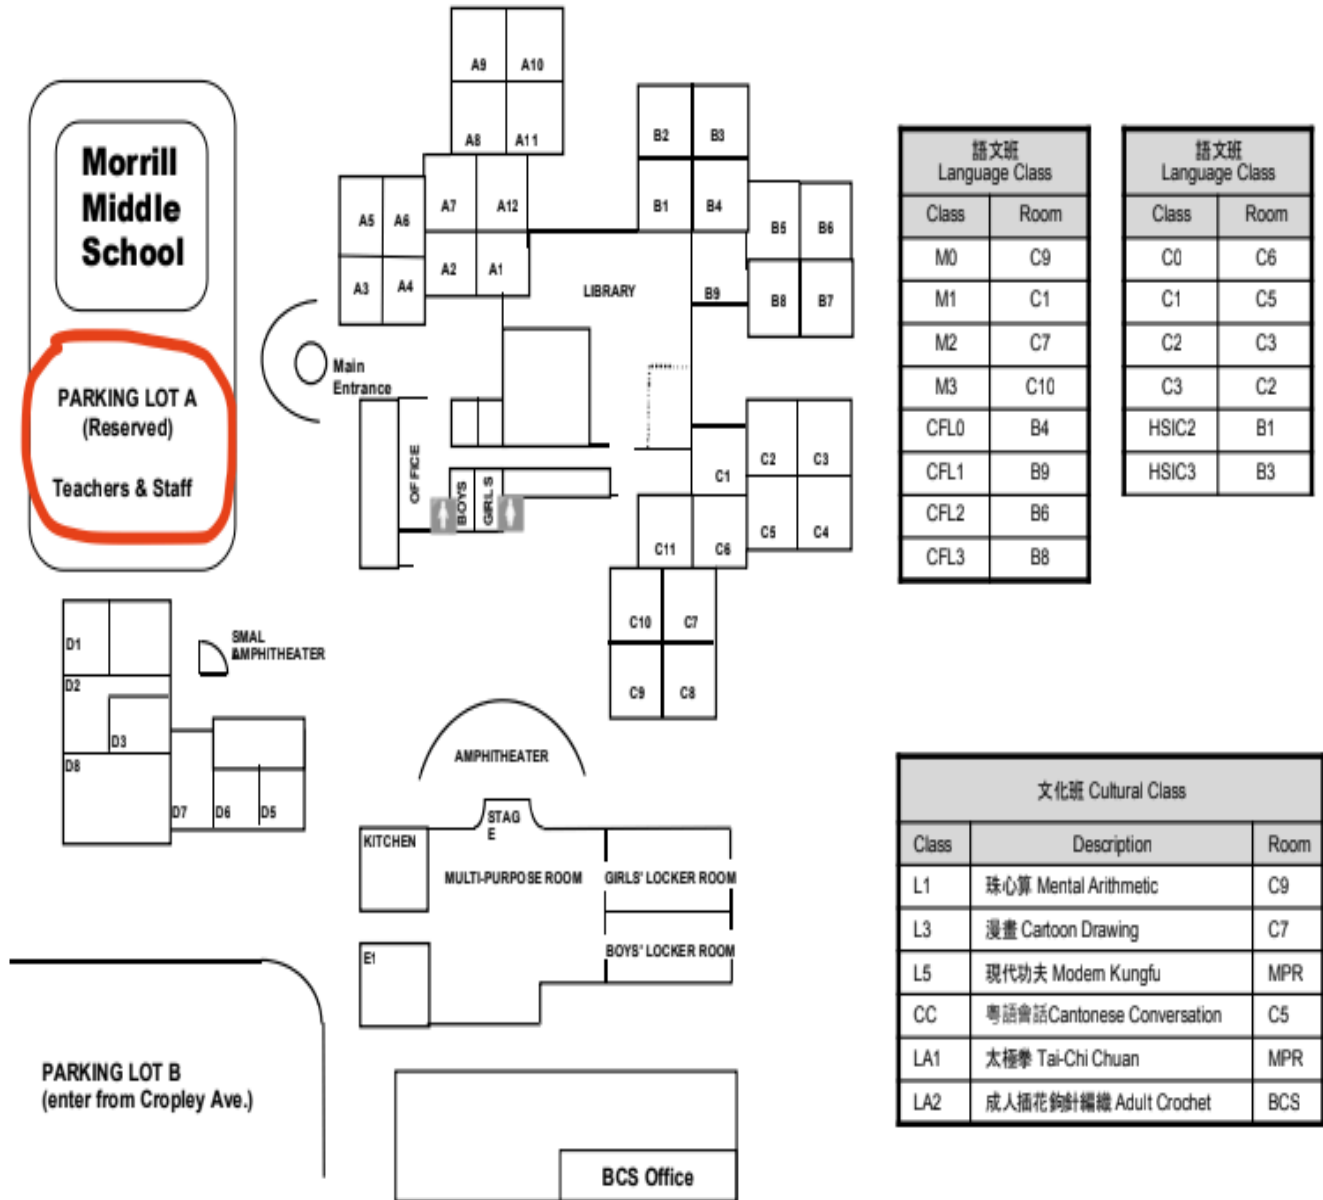 Morrill
Middle
School
PARKING LOT A
(Reserved)
Teachers & Staff
A9
A10
A8
A11
A5
A6
A7
A12
A3
A4
A2
A1
B2
B3
B1
B4
B5
B6
B9
B8
B7
LIBRARY
Main
Entrance
OFFICE
BOYS
GIRLS
C1
C2
C3
C11
C6
C5
C4
C10
C7
C9
C8
D1
D2
D3
D8
D7
D6
D5
SMAL
AMPHITHEATER
AMPHITHEATER
STAG
E
KITCHEN
MULTI-PURPOSE ROOM
GIRLS' LOCKER ROOM
BOYS' LOCKER ROOM
E1
PARKING LOT B
(enter from Cropley Ave.)
BCS Office
語文班
Language Class
Class Room
M0 C9
M1 C1
M2 C7
M3 C10
CFL0 B4
CFL1 B9
CFL2 B6
CFL3 B8
語文班
Language Class
Class Room
C0 C6
C1 C5
C2 C3
C3 C2
HSIC2 B1
HSIC3 B3
文化班 Cultural Class
Class Description Room
L1 珠心算 Mental Arithmetic C9
L3 漫畫 Cartoon Drawing C7
L5 現代功夫 Modern Kungfu MPR
CC 粵語會話Cantonese Conversation C5
LA1 太極拳 Tai-Chi Chuan MPR
LA2 成人插花鉤針編織 Adult Crochet BCS